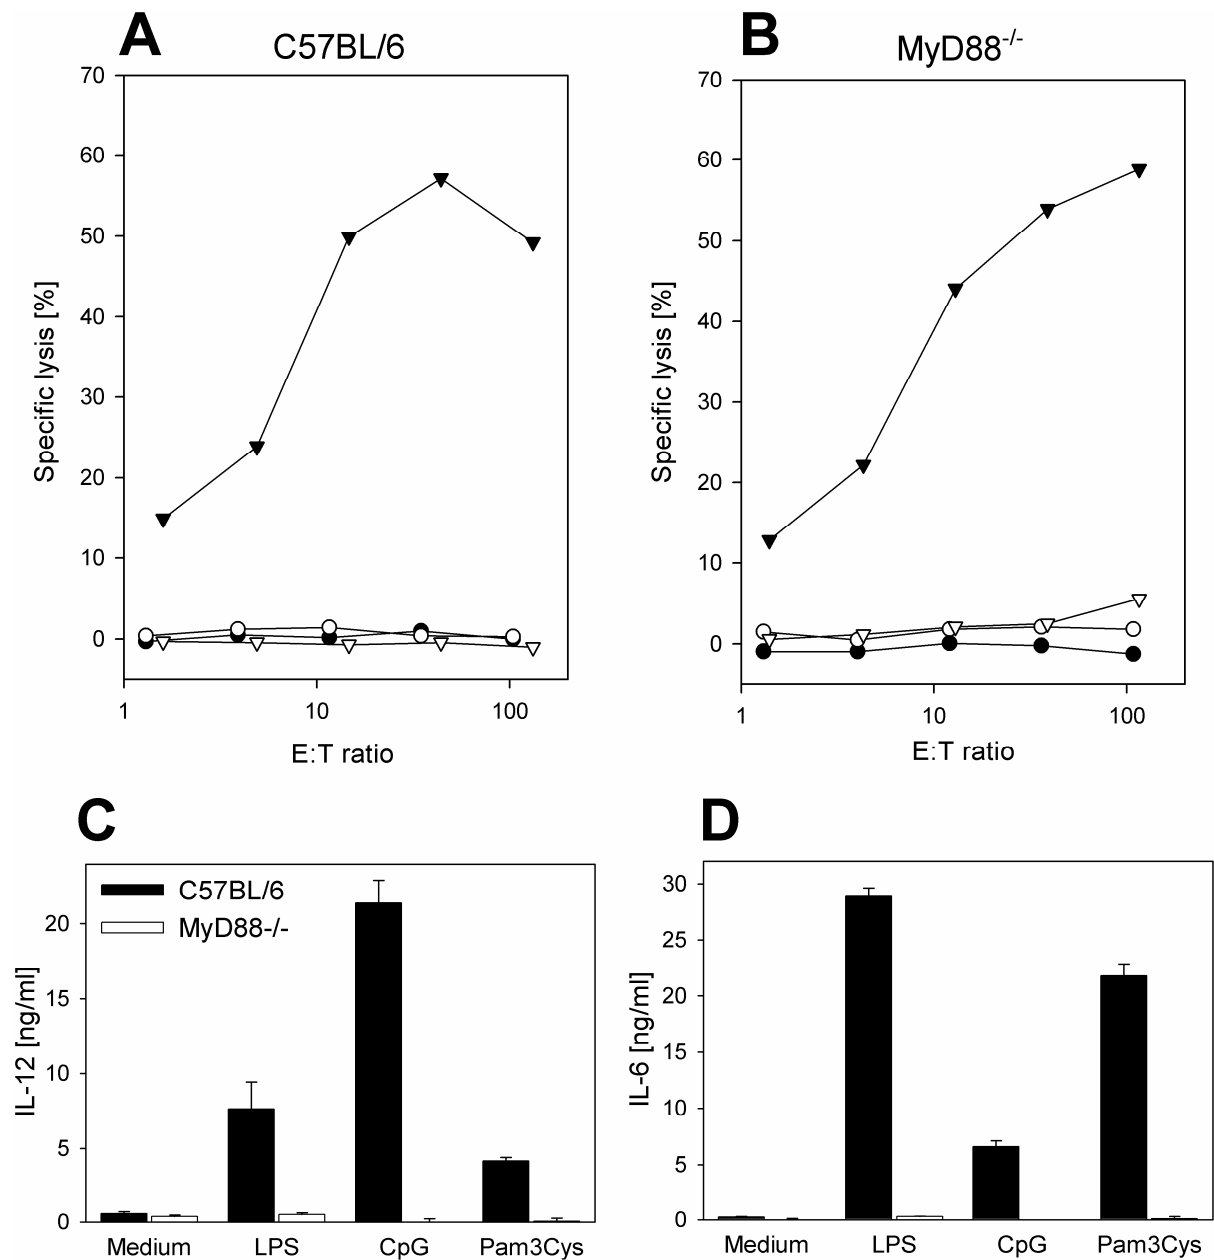 A
C57BL/6
B
MyD88-/-
70
60
50
40
30
20
10
0
Specific lysis [%]
1
10
100
E:T ratio
70
60
50
40
30
20
10
0
Specific lysis [%]
1
10
100
E:T ratio
C
C57BL/6
MyD88-/-
20
15
10
5
0
IL-12 [ng/ml]
Medium
LPS
CpG
Pam3Cys
D
30
25
20
15
10
5
0
IL-6 [ng/ml]
Medium
LPS
CpG
Pam3Cys